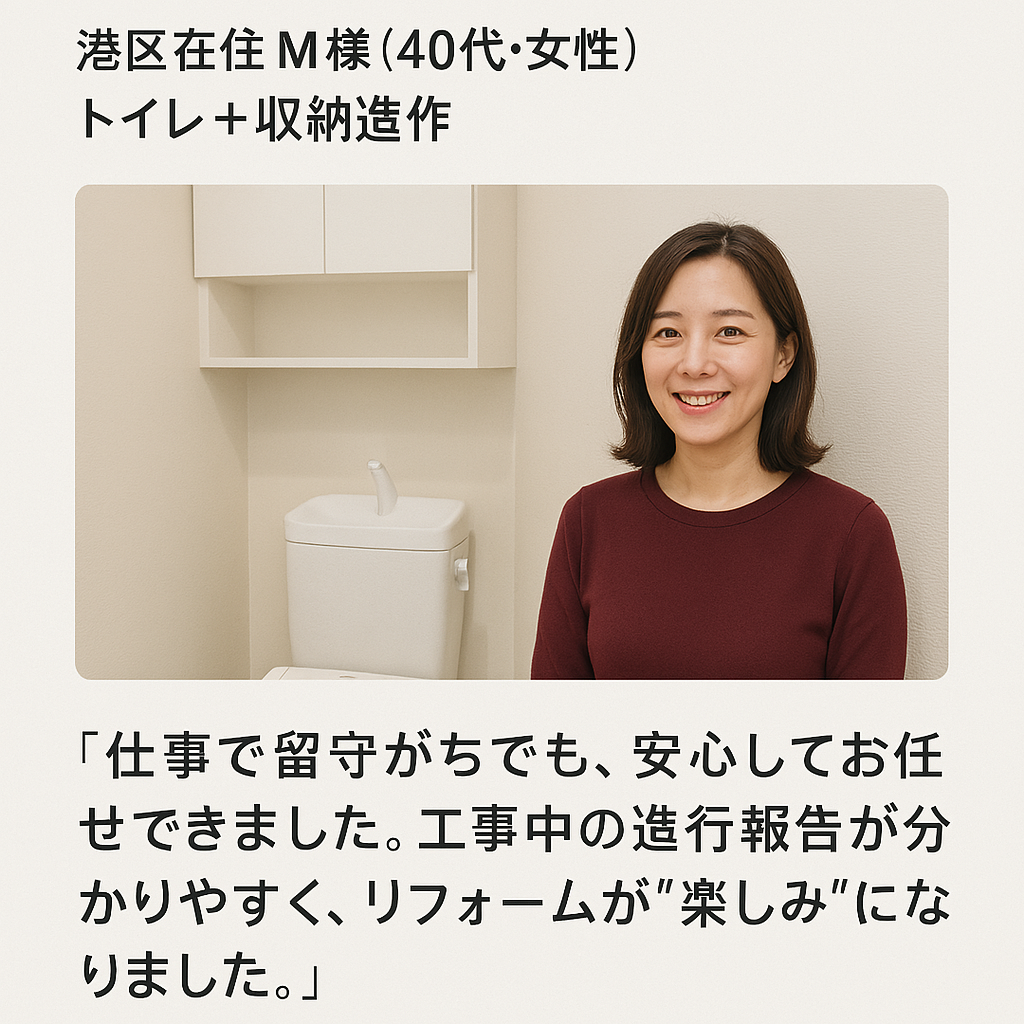 港区在住 M様(40代・女性)
トイレ＋収納造作
「仕事で留守がちでも、安心してお任
せできました。工事中の進行報告が分
かりやすく、リフォームが"楽しみ"にな
りました。」